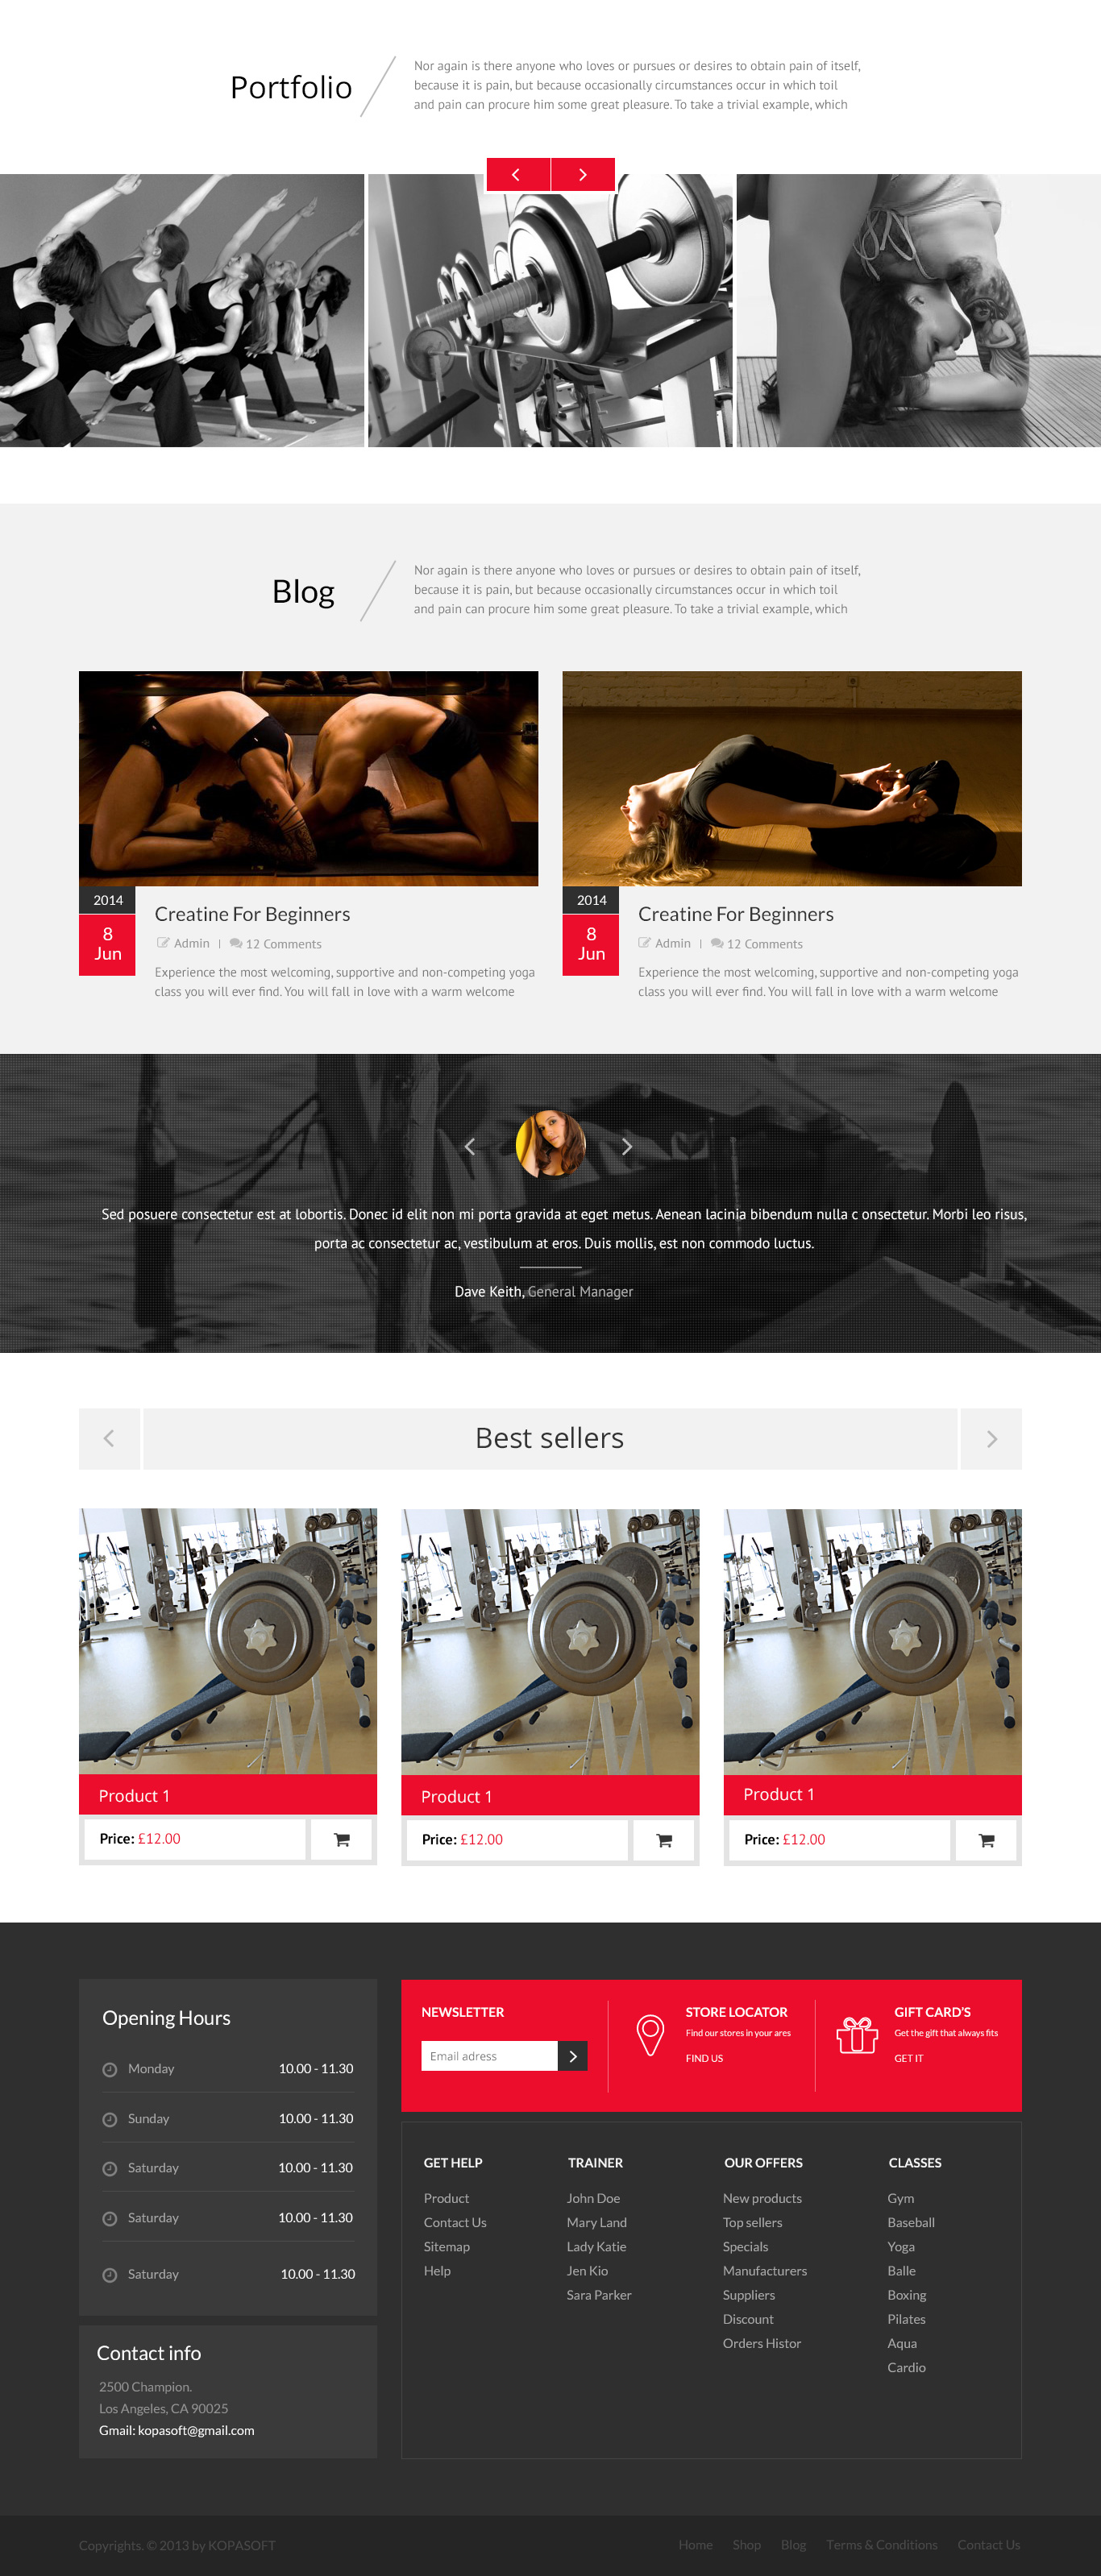 Portfolio
Nor again is there anyone who loves or pursues or desires to obtain pain of itself,
because it is pain, but because occasionally circumstances occur in which toil
and pain can procure him some great pleasure. To take a trivial example, which
Blog
Nor again is there anyone who loves or pursues or desires to obtain pain of itself,
because it is pain, but because occasionally circumstances occur in which toil
and pain can procure him some great pleasure. To take a trivial example, which
2014
8
Jun
Creatine For Beginners
Admin | 12 Comments
Experience the most welcoming, supportive and non-competing yoga
class you will ever find. You will fall in love with a warm welcome
2014
8
Jun
Creatine For Beginners
Admin | 12 Comments
Experience the most welcoming, supportive and non-competing yoga
class you will ever find. You will fall in love with a warm welcome
Sed posuere consectetur est at lobortis. Donec id elit non mi porta gravida at eget metus. Aenean lacinia bibendum nulla c onsectetur. Morbi leo risus,
porta ac consectetur ac, vestibulum at eros. Duis mollis, est non commodo luctus.
Dave Keith, General Manager
Best sellers
Product 1
Price: £12.00
Product 1
Price: £12.00
Product 1
Price: £12.00
Opening Hours
Monday 10.00 - 11.30
Sunday 10.00 - 11.30
Saturday 10.00 - 11.30
Saturday 10.00 - 11.30
Saturday 10.00 - 11.30
Contact info
2500 Champion.
Los Angeles, CA 90025
Gmail: kopasoft@gmail.com
NEWSLETTER
Email adress
STORE LOCATOR
Find our stores in your ares
FIND US
GIFT CARD'S
Get the gift that always fits
GET IT
GET HELP
Product
Contact Us
Sitemap
Help
TRAINER
John Doe
Mary Land
Lady Katie
Jen Kio
Sara Parker
OUR OFFERS
New products
Top sellers
Specials
Manufacturers
Suppliers
Discount
Orders Histor
CLASSES
Gym
Baseball
Yoga
Balle
Boxing
Pilates
Aqua
Cardio
Copyrights. © 2013 by KOPASOFT
Home Shop Blog Terms & Conditions Contact Us